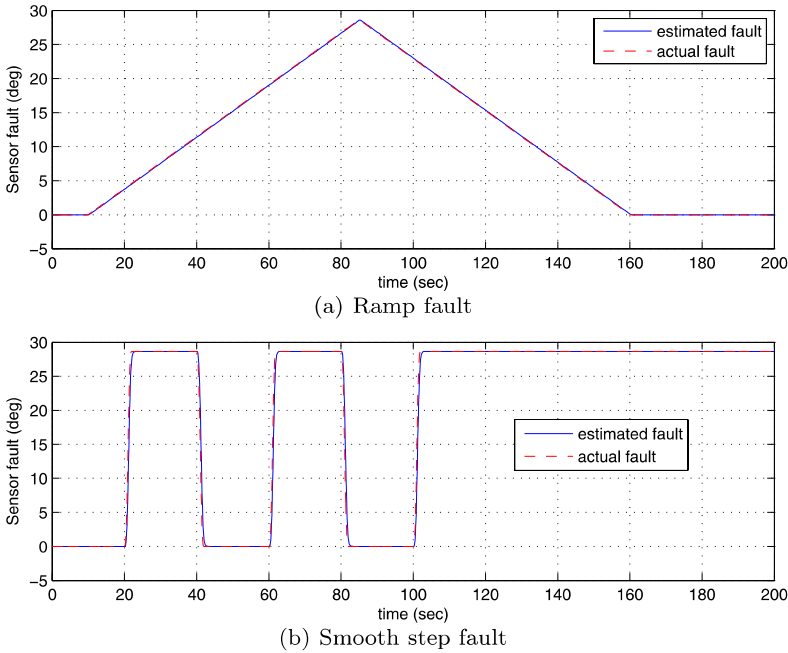 30
25
20
15
10
5
0
−5
Sensor fault (deg)
estimated fault
actual fault
0 20 40 60 80 100 120 140 160 180 200
time (sec)
(a) Ramp fault
30
25
20
15
10
5
0
−5
Sensor fault (deg)
estimated fault
actual fault
0 20 40 60 80 100 120 140 160 180 200
time (sec)
(b) Smooth step fault